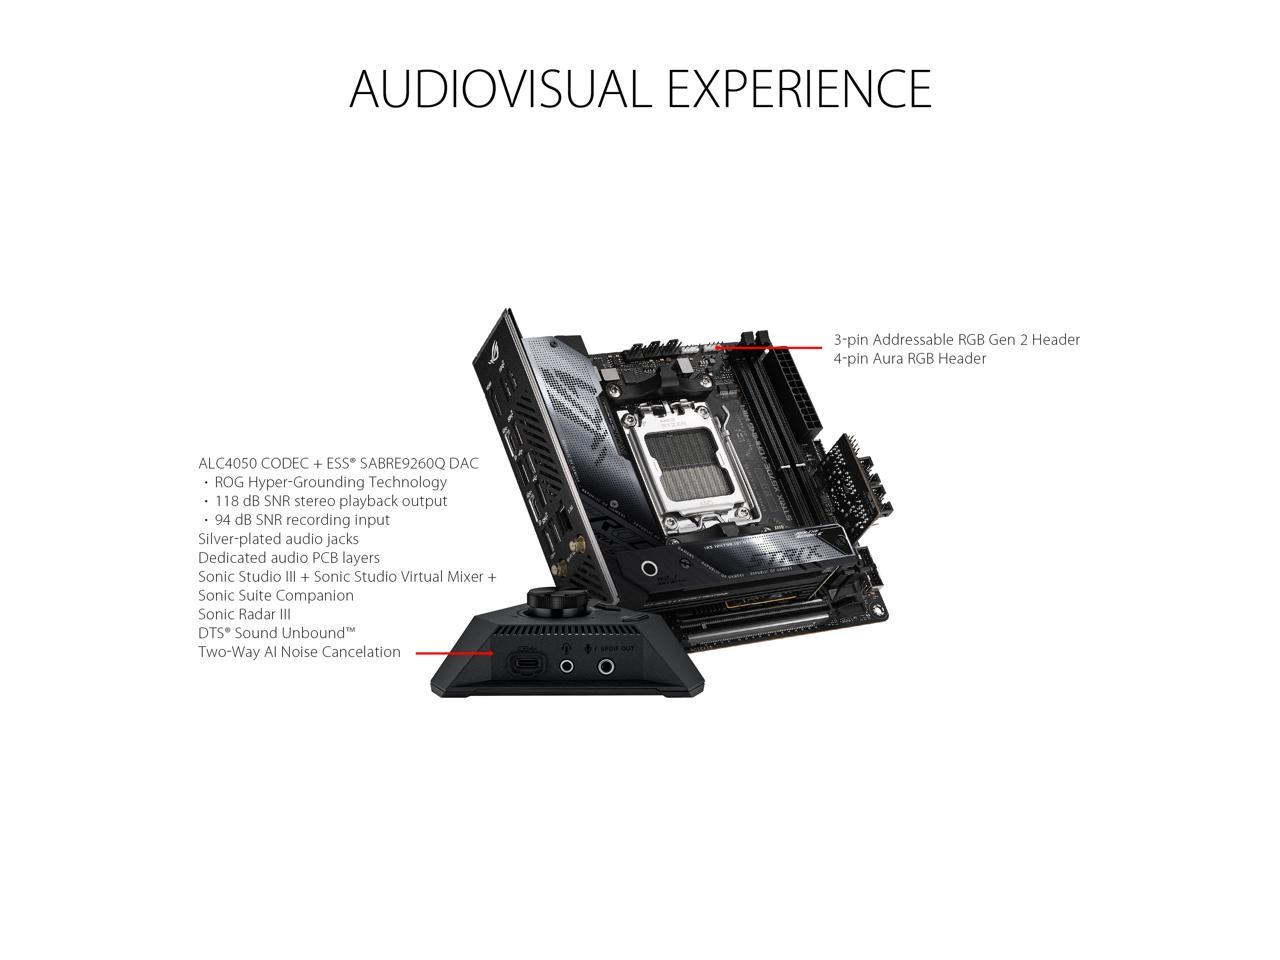 AUDIOVISUAL EXPERIENCE
3-pin Addressable RGB Gen 2 Header
4-pin Aura RGB Header
ALC4050 CODEC + ESS® SABRE9260Q DAC
・ROG Hyper-Grounding Technology
・118 dB SNR stereo playback output
・94 dB SNR recording input
Silver-plated audio jacks
Dedicated audio PCB layers
Sonic Studio III + Sonic Studio Virtual Mixer +
Sonic Suite Companion
Sonic Radar III
DTS® Sound Unbound™
Two-Way AI Noise Cancelation
STRIX
/ SPDIF OUT